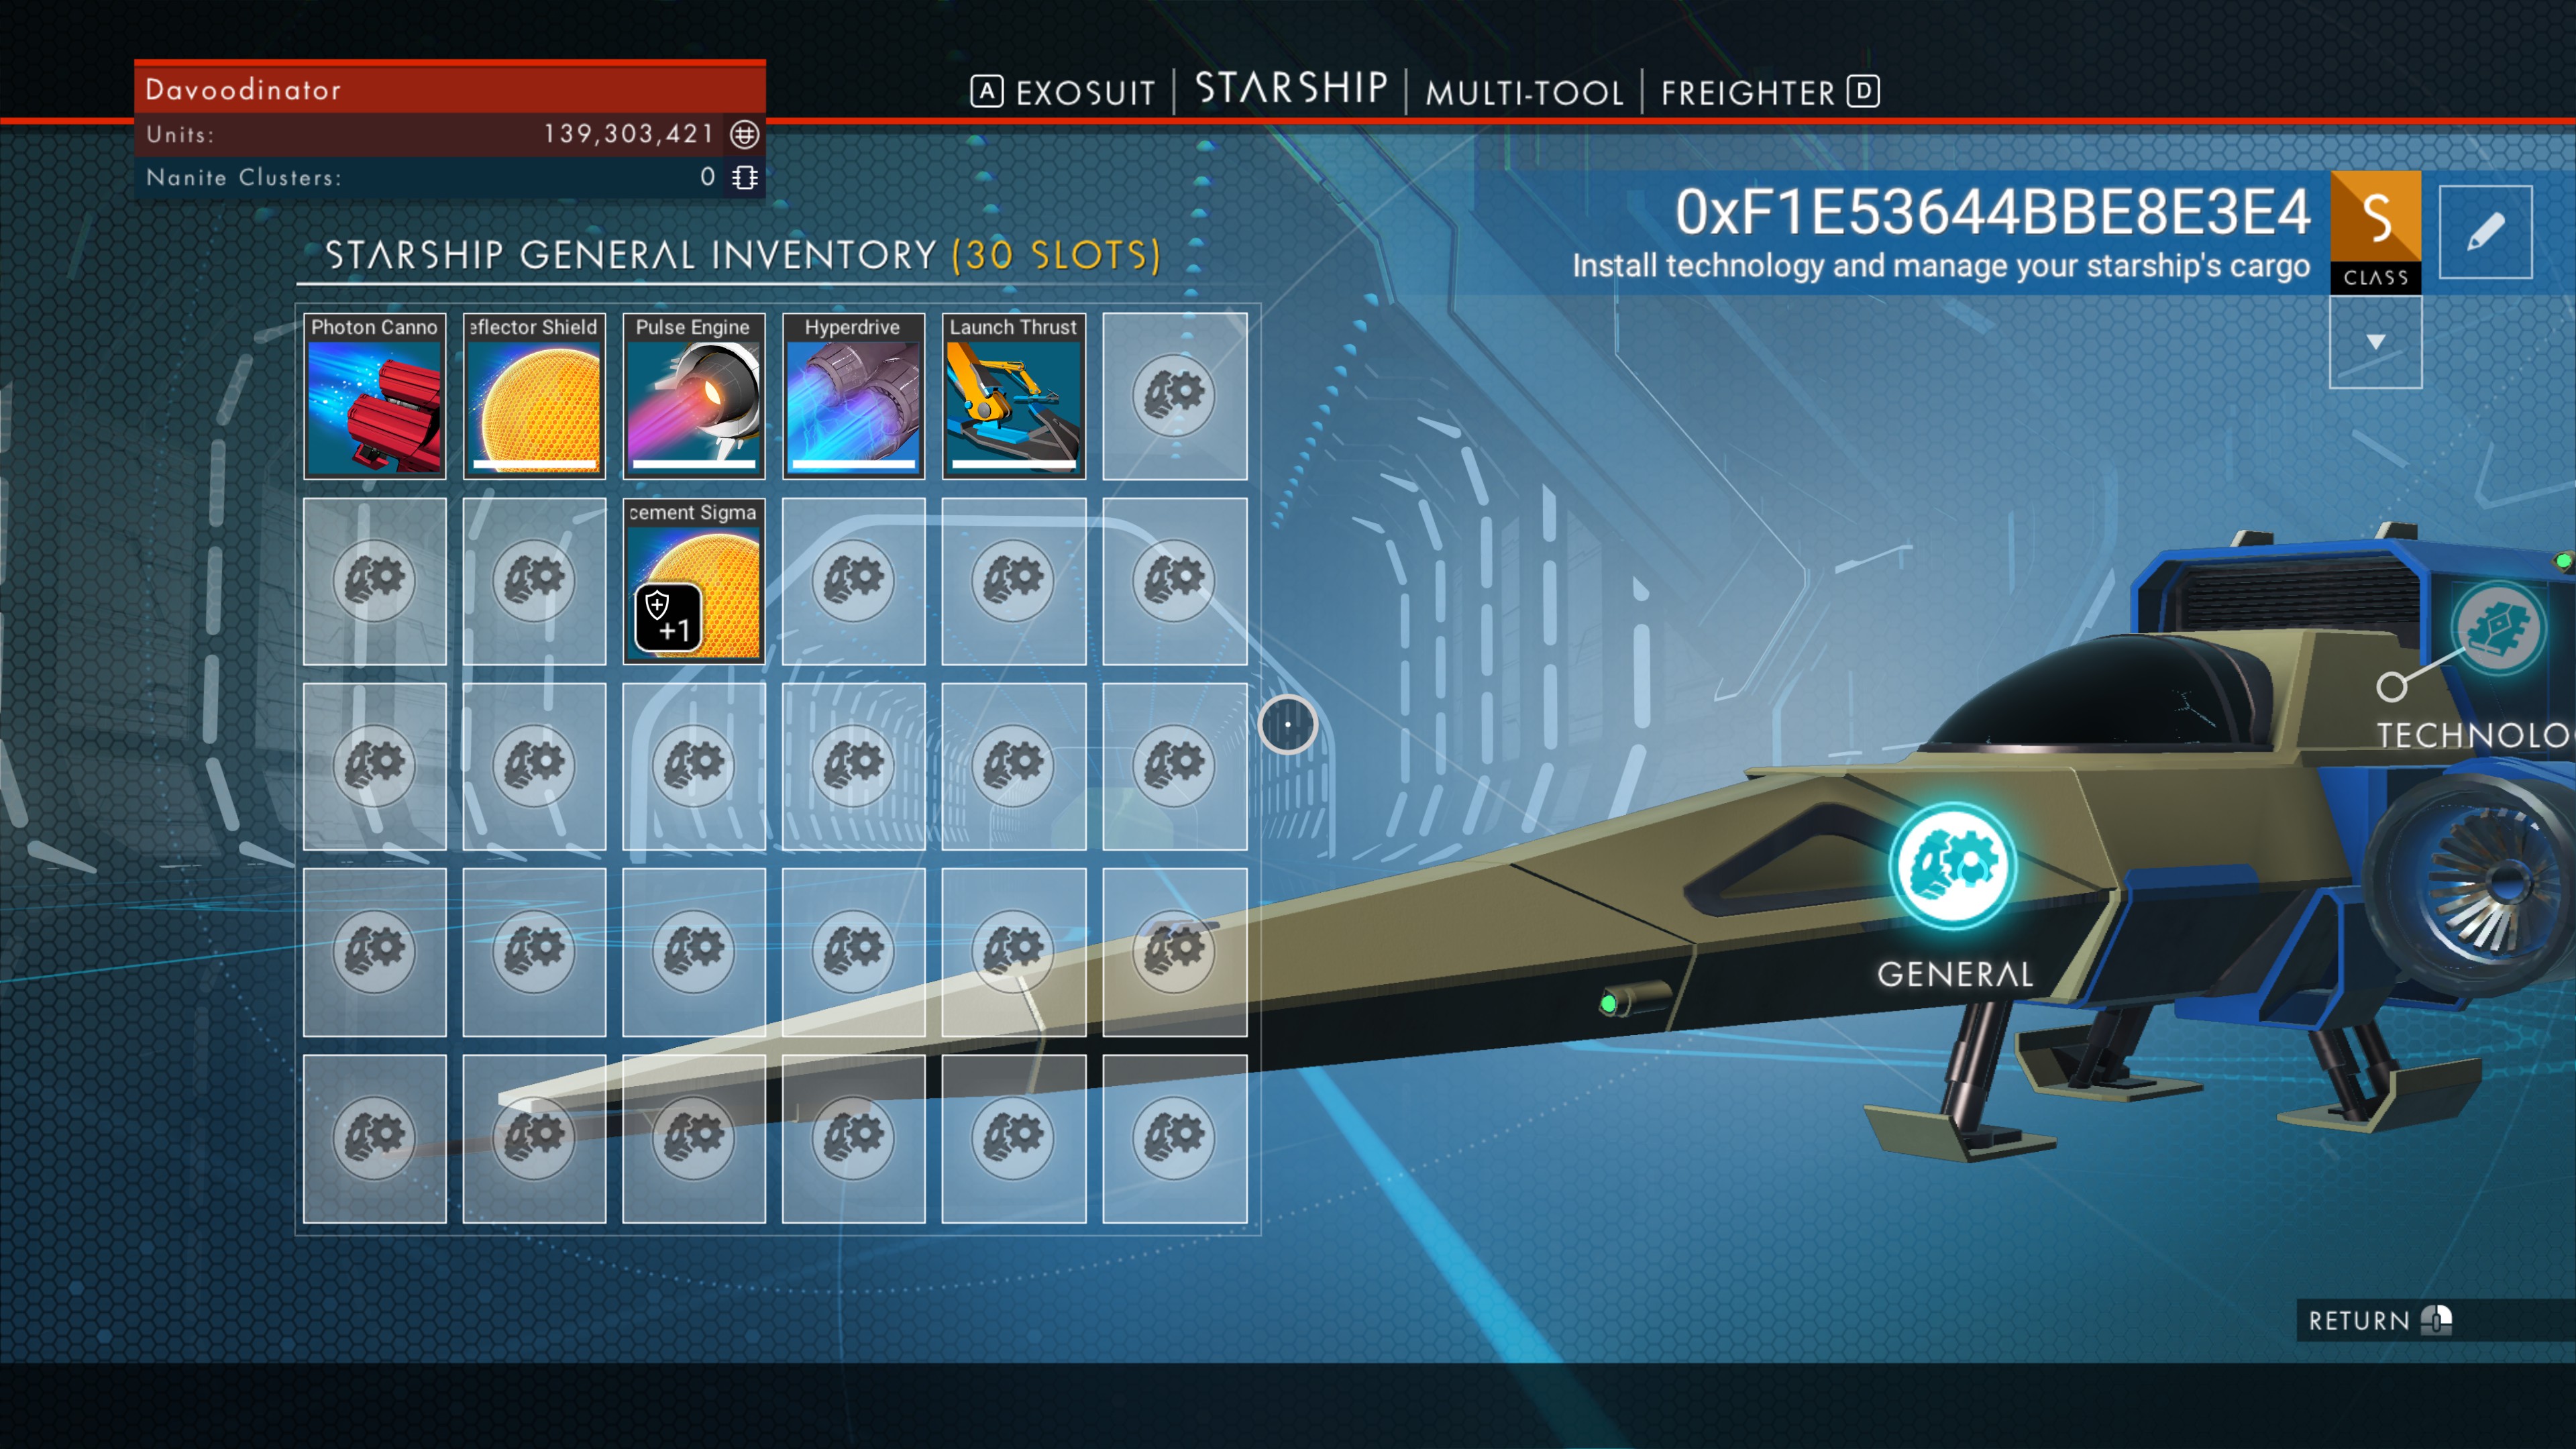 Davoodinator
Units: 139,303,421
Nanite Clusters: 0
A EXOSUIT STARSHIP MULTI-TOOL FREIGHTER D
0xF1E53644BBE8E3E4
Install technology and manage your starship's cargo
S
CLASS
STARSHIP GENERAL INVENTORY (30 SLOTS)
Photon Canno
eflector Shield
Pulse Engine
Hyperdrive
Launch Thrust
cement Sigma
+1
TECHNOLO
GENERAL
RETURN